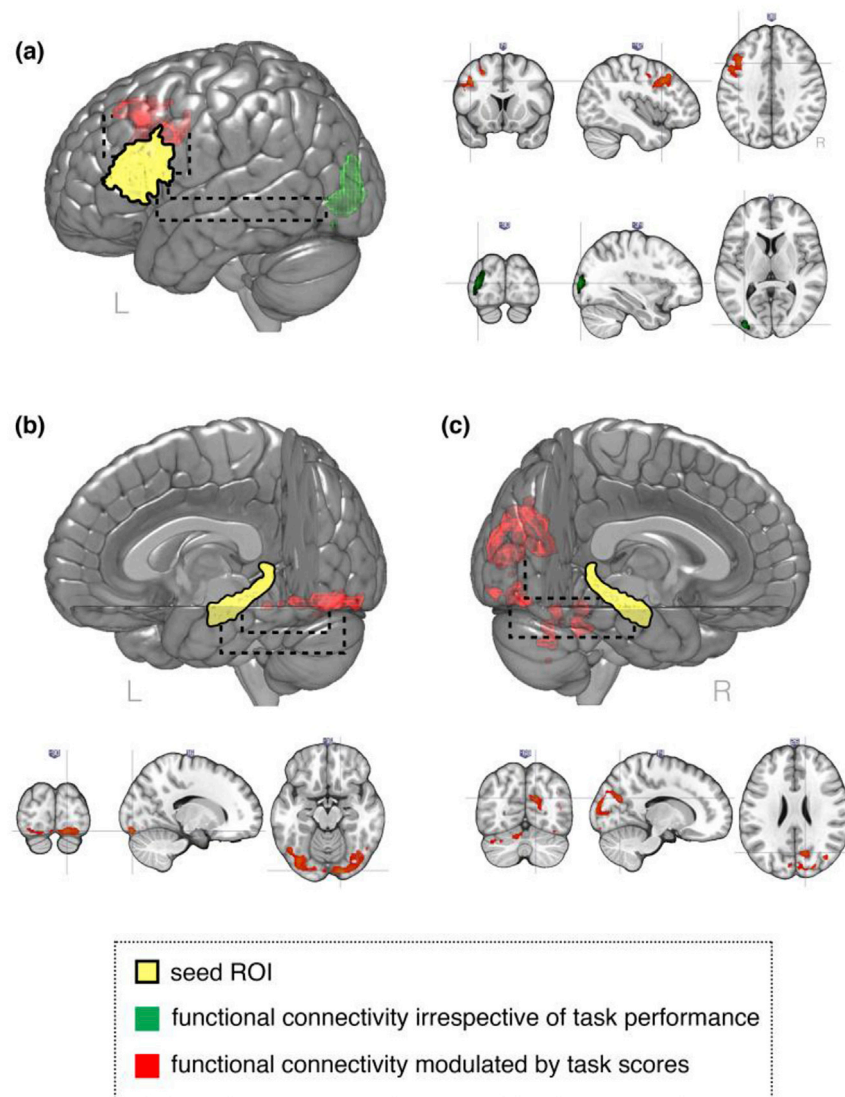 (a)
R
L
(b)
(c)
L
R
seed ROI
functional connectivity irrespective of task performance
functional connectivity modulated by task scores